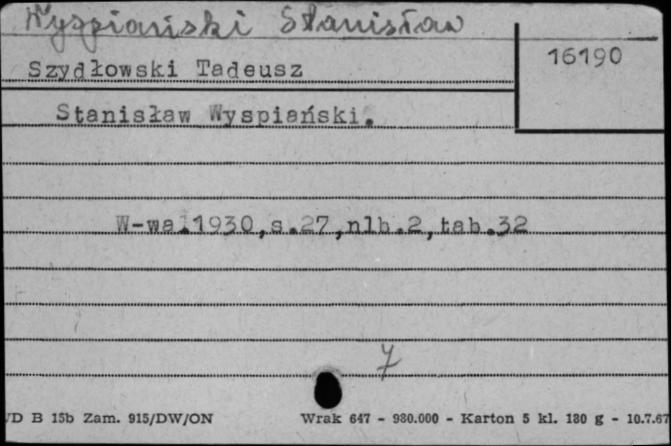 Wyspiański Stanisław
16190
Szydłowski Tadeusz
Stanisław Wyspiański.
W-wa.1930,s.27,nlb.2,tab.32
7
D B 15b Zam. 915/DW/ON Wrak 647 - 980.000 - Karton 5 kl. 180 g - 10.7.67